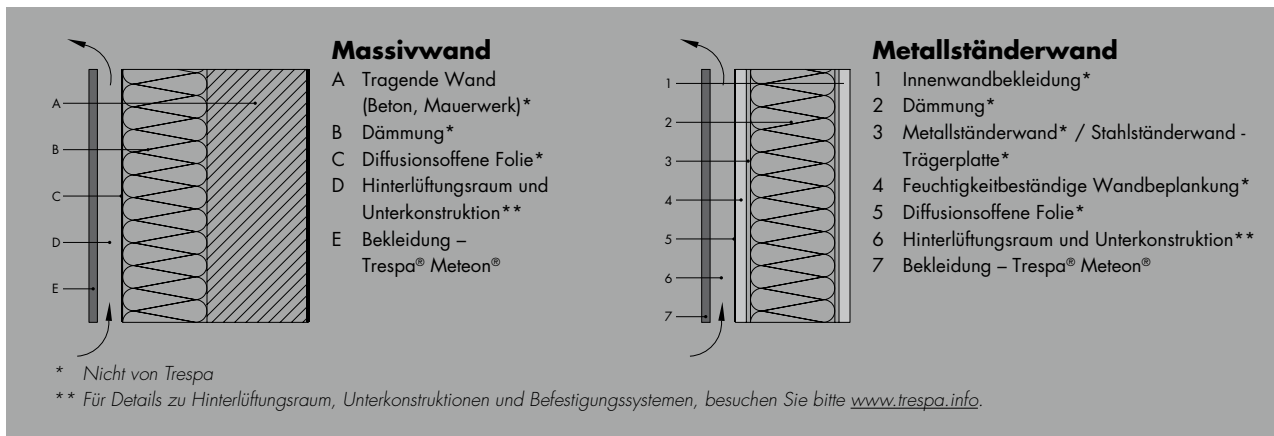 Massivwand
A Tragende Wand
(Beton, Mauerwerk)*
B Dämmung*
C Diffusionsoffene Folie*
D Hinterlüftungsraum und
Unterkonstruktion**
E Bekleidung –
Trespa® Meteon®
A
B
C
D
E
Metallständerwand
1 Innenwandbekleidung*
2 Dämmung*
3 Metallständerwand* / Stahlständerwand -
Trägerplatte*
4 Feuchtigkeitbeständige Wandbeplankung*
5 Diffusionsoffene Folie*
6 Hinterlüftungsraum und Unterkonstruktion**
7 Bekleidung – Trespa® Meteon®
1
2
3
4
5
6
7
* Nicht von Trespa
** Für Details zu Hinterlüftungsraum, Unterkonstruktionen und Befestigungssystemen, besuchen Sie bitte www.trespa.info.